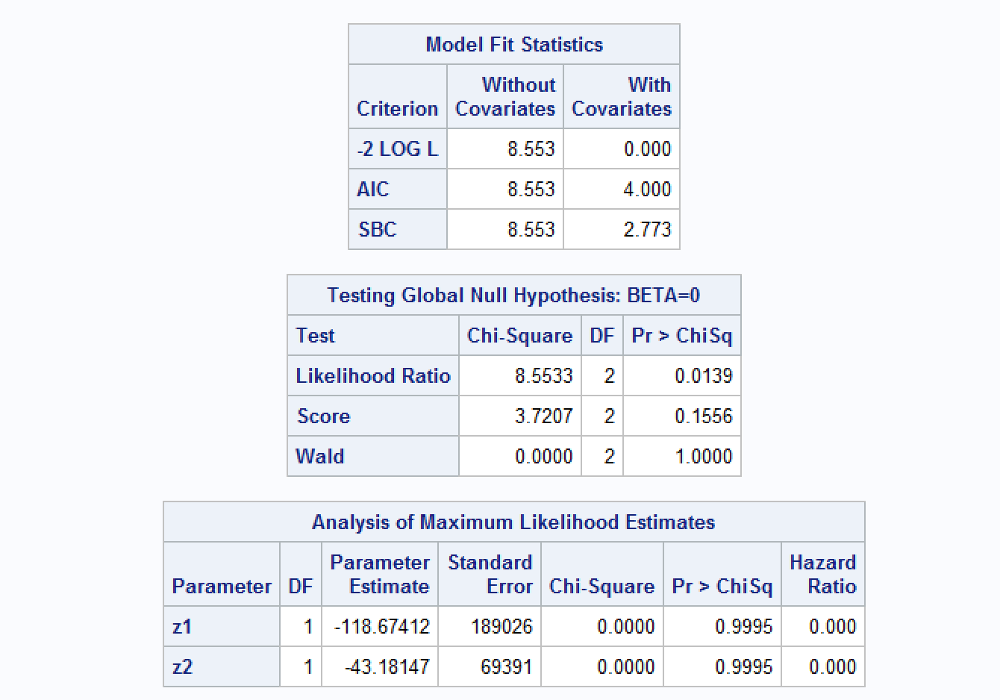 Model Fit Statistics
Criterion Without Covariates With Covariates
-2 LOG L 8.553 0.000
AIC 8.553 4.000
SBC 8.553 2.773
Testing Global Null Hypothesis: BETA=0
Test Chi-Square DF Pr > ChiSq
Likelihood Ratio 8.5533 2 0.0139
Score 3.7207 2 0.1556
Wald 0.0000 2 1.0000
Analysis of Maximum Likelihood Estimates
Parameter DF Parameter Estimate Standard Error Chi-Square Pr > ChiSq Hazard Ratio
z1 1 -118.67412 189026 0.0000 0.9995 0.000
z2 1 -43.18147 69391 0.0000 0.9995 0.000